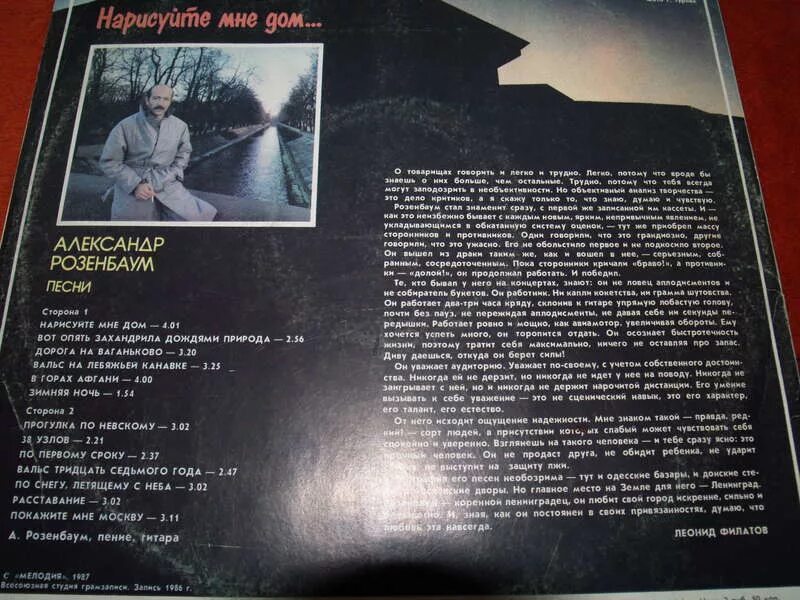 Нарисуйте мне дом...
АЛЕКСАНДР
РОЗЕНБАУМ
ПЕСНИ
Сторона 1
НАРИСУЙТЕ МНЕ ДОМ — 4.01
ВОТ ОПЯТЬ ЗАХАНДРИЛА ДОЖДЯМИ ПРИРОДА — 2.56
ДОРОГА НА ВАГАНЬКОВО — 3.20
ВАЛЬС НА ЛЕБЯЖЬЕЙ КАНАВКЕ — 3.25
В ГОРАХ АФГАНИ — 4.00
ЗИМНЯЯ НОЧЬ — 1.54
Сторона 2
ПРОГУЛКА ПО НЕВСКОМУ — 3.02
38 УЗЛОВ — 2.21
ПО ПЕРВОМУ СРОКУ — 2.37
ВАЛЬС ТРИДЦАТЬ СЕДЬМОГО ГОДА — 2.47
ПО СНЕГУ, ЛЕТЯЩЕМУ С НЕБА — 3.02
РАССТАВАНИЕ — 3.02
ПОКАЖИТЕ МНЕ МОСКВУ — 3.11
А. Розенбаум, пение, гитара
С «МЕЛОДИЯ», 1987
Всесоюзная студия грамзаписи. Запись 1986 г.
О товарищах говорить и легко и трудно. Легко, потому что вроде бы
знаешь о них больше, чем остальные. Трудно, потому что тебя всегда
могут заподозрить в необъективности. Но объективный анализ творчества —
это дело критиков, а я скажу только то, что знаю, думаю и чувствую.
Розенбаум стал знаменит сразу, с первой же записанной им кассеты. И —
как это неизбежно бывает с каждым новым, ярким, непривычным явлением, не
укладывающимся в обкатанную систему оценок, — тут же приобрел массу
сторонников и противников. Одни говорили, что это грандиозно, другие
говорили, что это ужасно. Его не обольстило первое и не подкосило второе.
Он вышел из драки таким же, как и вошел в нее, — серьезным, соб-
ранным, сосредоточенным. Пока сторонники кричали «браво!», а противни-
ки — «долой!», он продолжал работать. И победил.
Те, кто бывал у него на концертах, знают: он не ловец аплодисментов и
не собиратель букетов. Он работник. Ни капли кокетства, ни грамма шутовства.
Он работает два-три часа кряду, склонив к гитаре упрямую лобастую голову,
почти без пауз, не пережидая аплодисменты, не давая себе ни секунды пе-
редышки. Работает ровно и мощно, как авиамотор, увеличивая обороты. Ему
хочется успеть много, он торопится отдать. Он осознает быстротечность
жизни, поэтому тратит себя максимально, ничего не оставляя про запас.
Диву даешься, откуда он берет силы!
Он уважает аудиторию. Уважает по-своему, с учетом собственного достоин-
ства. Никогда ей не дерзит, но никогда не идет у нее на поводу. Никогда не
заигрывает с ней, но и никогда не держит нарочитой дистанции. Его умение
вызывать к себе уважение — это не сценический навык, это его характер,
его талант, его естество.
От него исходит ощущение надежности. Мне знаком такой — правда, ред-
кий! — сорт людей, в присутствии которых слабый может чувствовать себя
спокойно и уверенно. Взглянешь на такого человека — и тебе сразу ясно: это
человек. Он не продаст друга, не обидит ребенка, не ударит
не выступит на защиту лжи.
его песен необозрима — тут и одесские базары, и донские сте-
дворы. Но главное место на Земле для него — Ленинград.
— коренной ленинградец, он любит свой город искренне, сильно и
И, зная, как он постоянен в своих привязанностях, думаю, что
любовь эта навсегда.
ЛЕОНИД ФИЛАТОВ